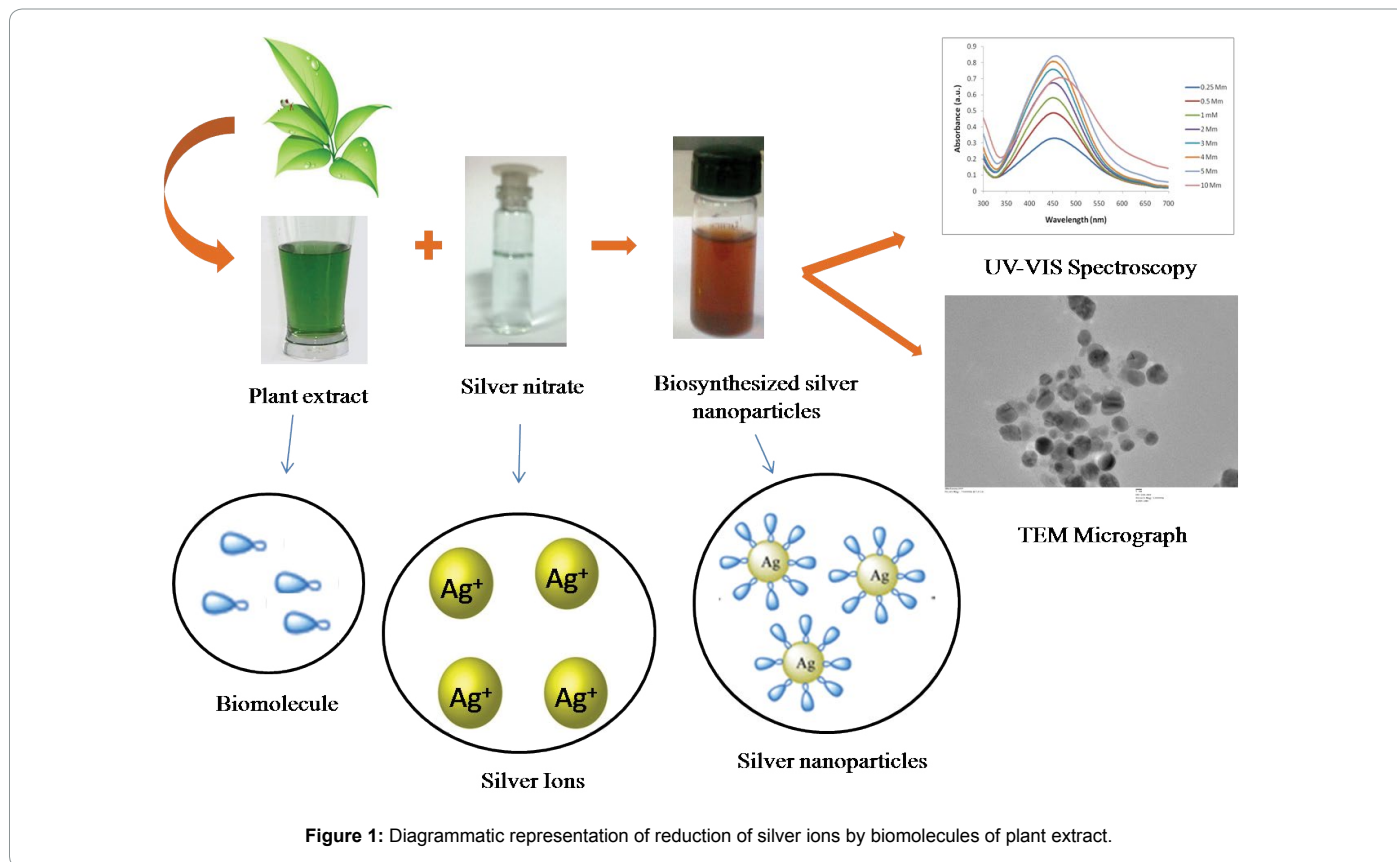 0.9
0.8
0.7
0.6
0.5
0.4
0.3
0.2
0.1
0
Absorbance (a.u.)
300 350 400 450 500 550 600 650 700
Wavelength (nm)
0.25 Mm
0.5 Mm
1 mM
2 Mm
3 Mm
4 Mm
5 Mm
10 Mm
UV-VIS Spectroscopy
Plant extract
Silver nitrate
Biosynthesized silver
nanoparticles
TEM Micrograph
Biomolecule
Ag⁺ Ag⁺
Ag⁺ Ag⁺
Silver Ions
Ag Ag
Ag
Silver nanoparticles
Figure 1: Diagrammatic representation of reduction of silver ions by biomolecules of plant extract.